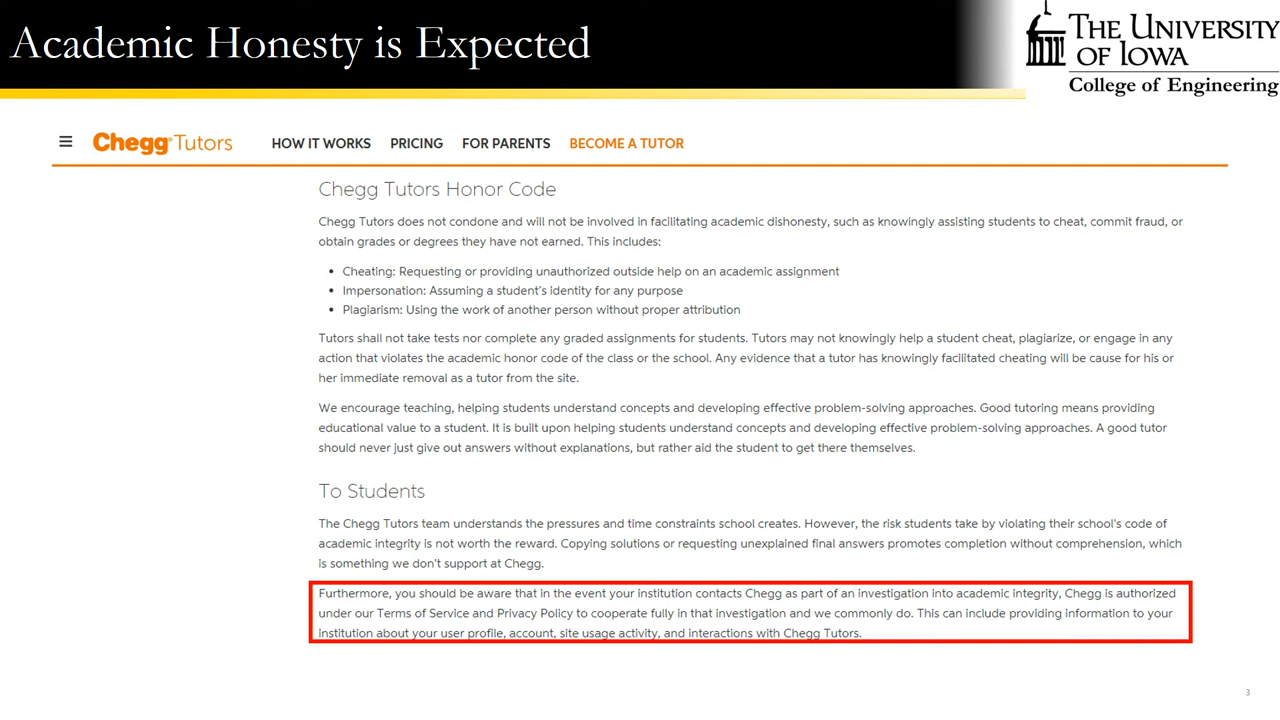 Academic Honesty is Expected
THE UNIVERSITY
OF IOWA
College of Engineering
Chegg Tutors
HOW IT WORKS PRICING FOR PARENTS BECOME A TUTOR
Chegg Tutors Honor Code
Chegg Tutors does not condone and will not be involved in facilitating academic dishonesty, such as knowingly assisting students to cheat, commit fraud, or
obtain grades or degrees they have not earned. This includes:
• Cheating: Requesting or providing unauthorized outside help on an academic assignment
• Impersonation: Assuming a student's identity for any purpose
• Plagiarism: Using the work of another person without proper attribution
Tutors shall not take tests nor complete any graded assignments for students. Tutors may not knowingly help a student cheat, plagiarize, or engage in any
action that violates the academic honor code of the class or the school. Any evidence that a tutor has knowingly facilitated cheating will be cause for his or
her immediate removal as a tutor from the site.
We encourage teaching, helping students understand concepts and developing effective problem-solving approaches. Good tutoring means providing
educational value to a student. It is built upon helping students understand concepts and developing effective problem-solving approaches. A good tutor
should never just give out answers without explanations, but rather aid the student to get there themselves.
To Students
The Chegg Tutors team understands the pressures and time constraints school creates. However, the risk students take by violating their school's code of
academic integrity is not worth the reward. Copying solutions or requesting unexplained final answers promotes completion without comprehension, which
is something we don't support at Chegg.
Furthermore, you should be aware that in the event your institution contacts Chegg as part of an investigation into academic integrity, Chegg is authorized
under our Terms of Service and Privacy Policy to cooperate fully in that investigation and we commonly do. This can include providing information to your
institution about your user profile, account, site usage activity, and interactions with Chegg Tutors.
3